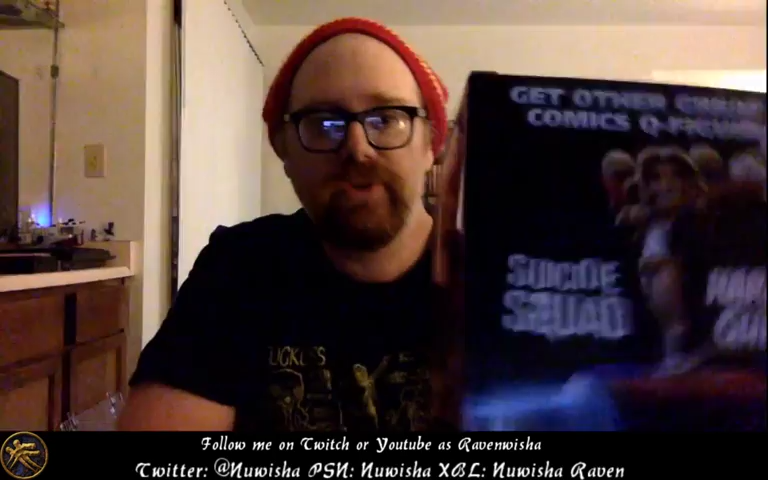 GET OTHER
COMICS
SUICIDE
SQUAD
Follow me on Twitch or Youtube as Ravenwisha
Twitter: @Nuwisha PSN: Nuwisha XBL: Nuwisha Raven